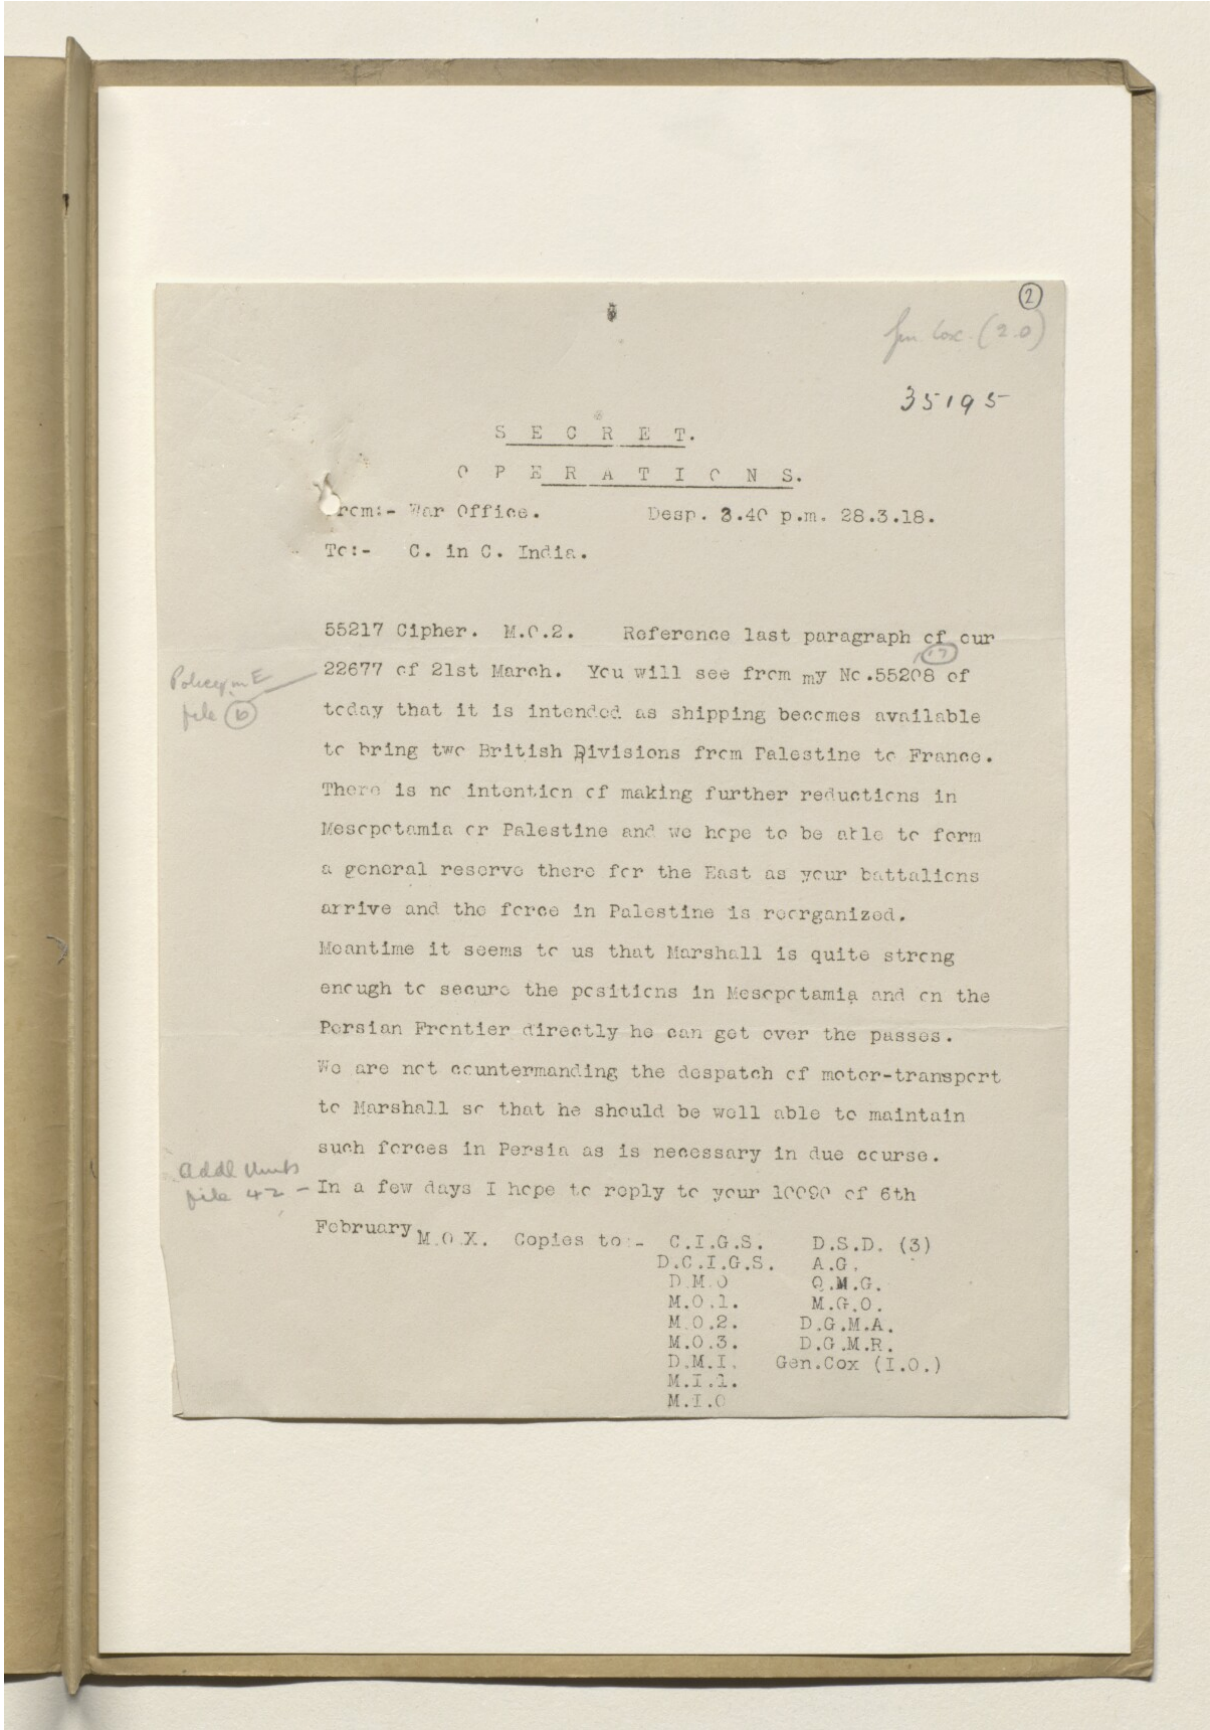 2
Gen Cox. (I.O)
35195
SECRET.
OPERATIONS.
From:- War Office. Desp. 3.40 p.m. 28.3.18.
To:- C. in C. India.
55217 Cipher. M.O.2. Reference last paragraph of our
22677 of 21st March. You will see from my No.55208 of
today that it is intended as shipping becomes available
to bring two British Divisions from Palestine to France.
There is no intention of making further reductions in
Mesopotamia or Palestine and we hope to be able to form
a general reserve there for the East as your battalions
arrive and the force in Palestine is reorganized.
Meantime it seems to us that Marshall is quite strong
enough to secure the positions in Mesopotamia and on the
Persian Frontier directly he can get over the passes.
We are not countermanding the despatch of motor-transport
to Marshall so that he should be well able to maintain
such forces in Persia as is necessary in due course.
In a few days I hope to reply to your 10090 of 6th
February.
Policy in E
file 10
17
Addl Units
file 42 -
M.O.X. Copies to:- C.I.G.S. D.S.D. (3)
D.C.I.G.S. A.G.
D.M.O Q.M.G.
M.O.1. M.G.O.
M.O.2. D.G.M.A.
M.O.3. D.G.M.R.
D.M.I. Gen.Cox (I.O.)
M.I.1.
M.I.O